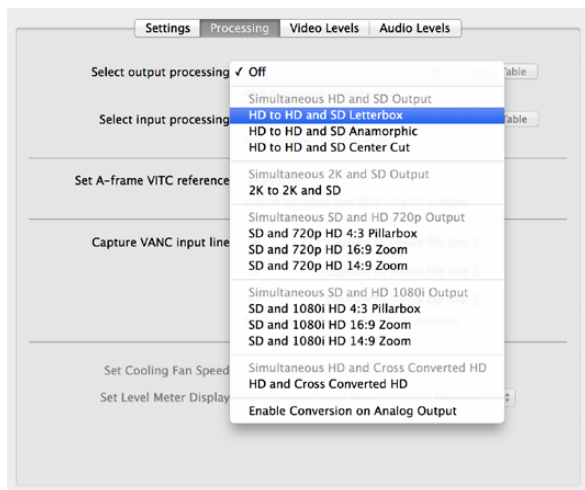 Settings Processing Video Levels Audio Levels
Select output processing ✓ Off
Table
Simultaneous HD and SD Output
HD to HD and SD Letterbox
Select input processing
Table
HD to HD and SD Anamorphic
HD to HD and SD Center Cut
Simultaneous 2K and SD Output
Set A-frame VITC reference
2K to 2K and SD
Simultaneous SD and HD 720p Output
SD and 720p HD 4:3 Pillarbox
Capture VANC input line
SD and 720p HD 16:9 Zoom
SD and 720p HD 14:9 Zoom
Simultaneous SD and HD 1080i Output
SD and 1080i HD 4:3 Pillarbox
SD and 1080i HD 16:9 Zoom
SD and 1080i HD 14:9 Zoom
Simultaneous HD and Cross Converted HD
Set Cooling Fan Speed
HD and Cross Converted HD
Set Level Meter Display
Enable Conversion on Analog Output